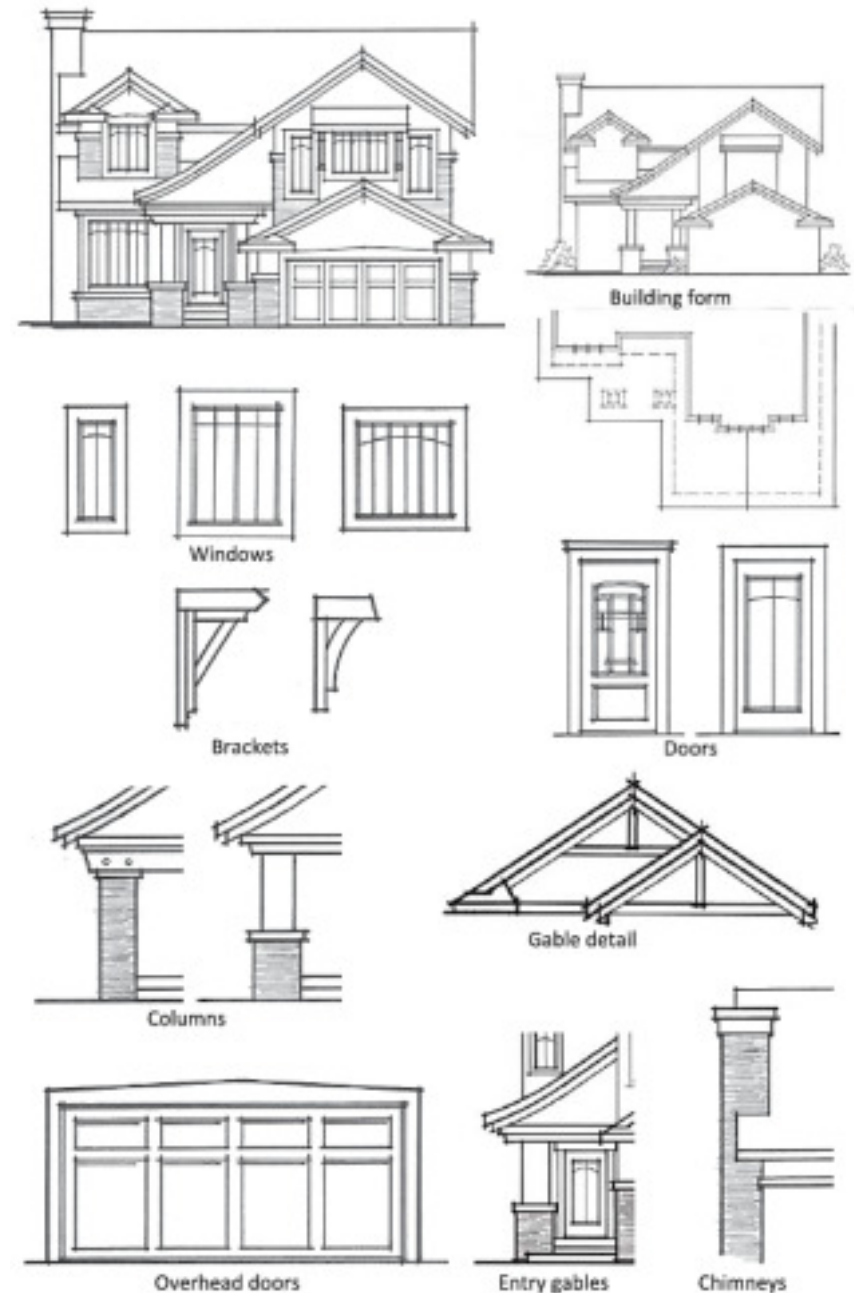 Building form
Windows
Brackets
Doors
Columns
Gable detail
Overhead doors
Entry gables
Chimneys